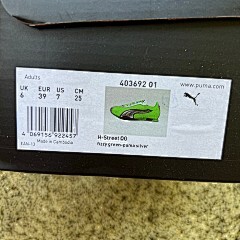 Adults
403692 01
UK EUR US CM
6 39 7 25
www.puma.com
PUMA
4 069156 922457
Made in Cambodia
H-Street OG
fizzy green-puma silver